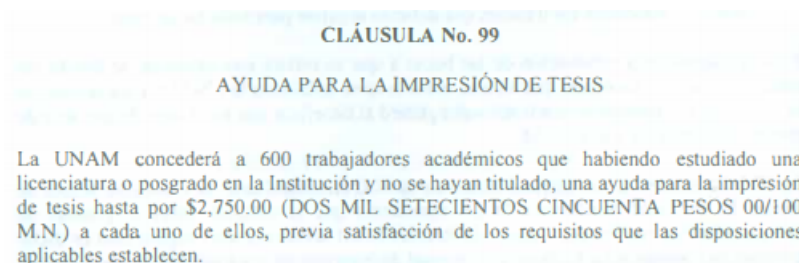 CLÁUSULA No. 99
AYUDA PARA LA IMPRESIÓN DE TESIS
La UNAM concederá a 600 trabajadores académicos que habiendo estudiado una
licenciatura o posgrado en la Institución y no se hayan titulado, una ayuda para la impresión
de tesis hasta por $2,750.00 (DOS MIL SETECIENTOS CINCUENTA PESOS 00/100
M.N.) a cada uno de ellos, previa satisfacción de los requisitos que las disposiciones
aplicables establecen.